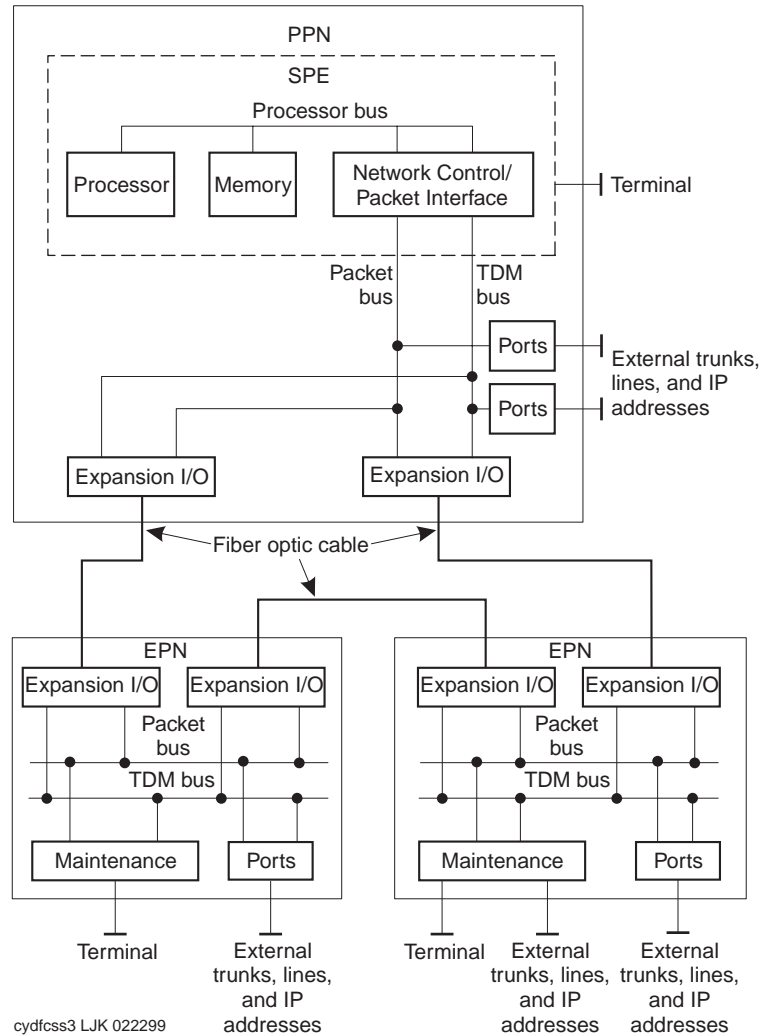 PPN
SPE
Processor bus
Processor
Memory
Network Control/
Packet Interface
Terminal
Packet
bus
TDM
bus
Ports
External trunks,
lines, and IP
addresses
Ports
Expansion I/O
Expansion I/O
Fiber optic cable
EPN
Expansion I/O
Expansion I/O
Packet
bus
TDM bus
Maintenance
Ports
Terminal
External
trunks, lines,
and IP
addresses
EPN
Expansion I/O
Expansion I/O
Packet
bus
TDM bus
Maintenance
Ports
Terminal
External
trunks, lines,
and IP
addresses
External
trunks, lines,
and IP
addresses
cydfcss3 LJK 022299